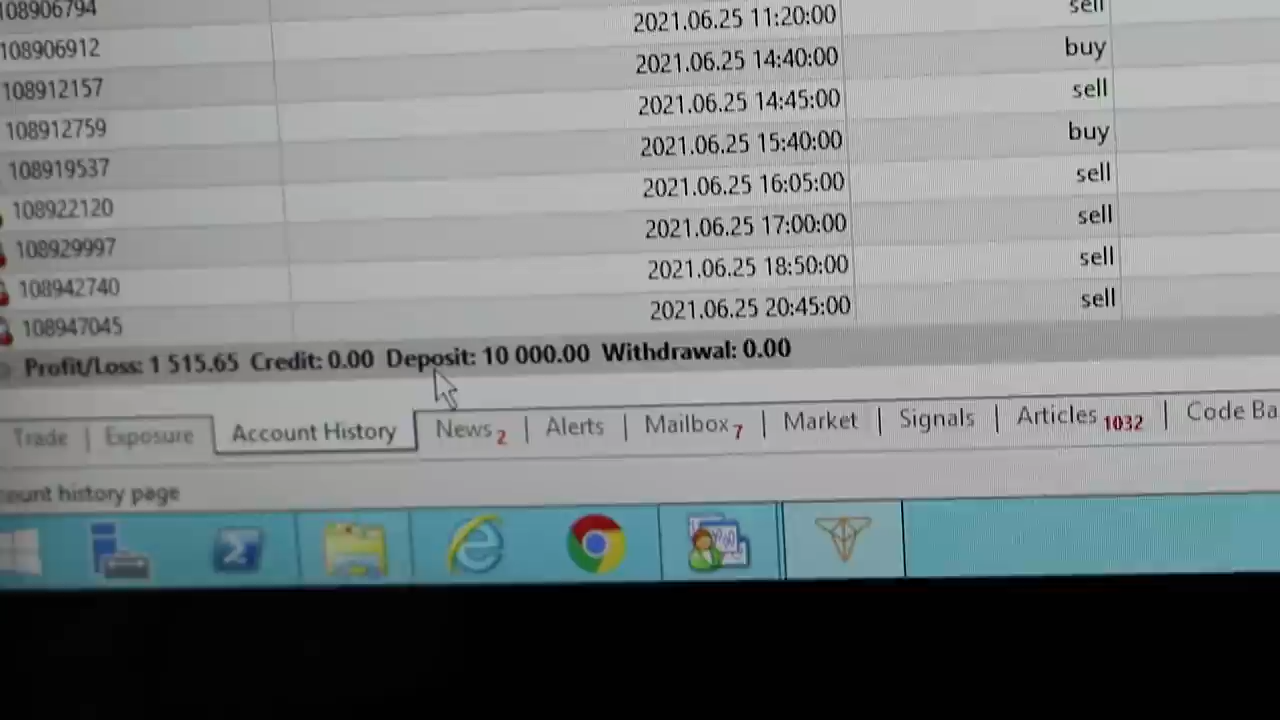 108906794 2021.06.25 11:20:00 sell
108906912 2021.06.25 14:40:00 buy
108912157 2021.06.25 14:45:00 sell
108912759 2021.06.25 15:40:00 buy
108919537 2021.06.25 16:05:00 sell
108922120 2021.06.25 17:00:00 sell
108929997 2021.06.25 18:50:00 sell
108942740 2021.06.25 20:45:00 sell
108947045
Profit/Loss: 1 515.65 Credit: 0.00 Deposit: 10 000.00 Withdrawal: 0.00
Trade | Exposure Account History News 2 | Alerts | Mailbox 7 | Market | Signals | Articles 1032 | Code Ba
ount history page